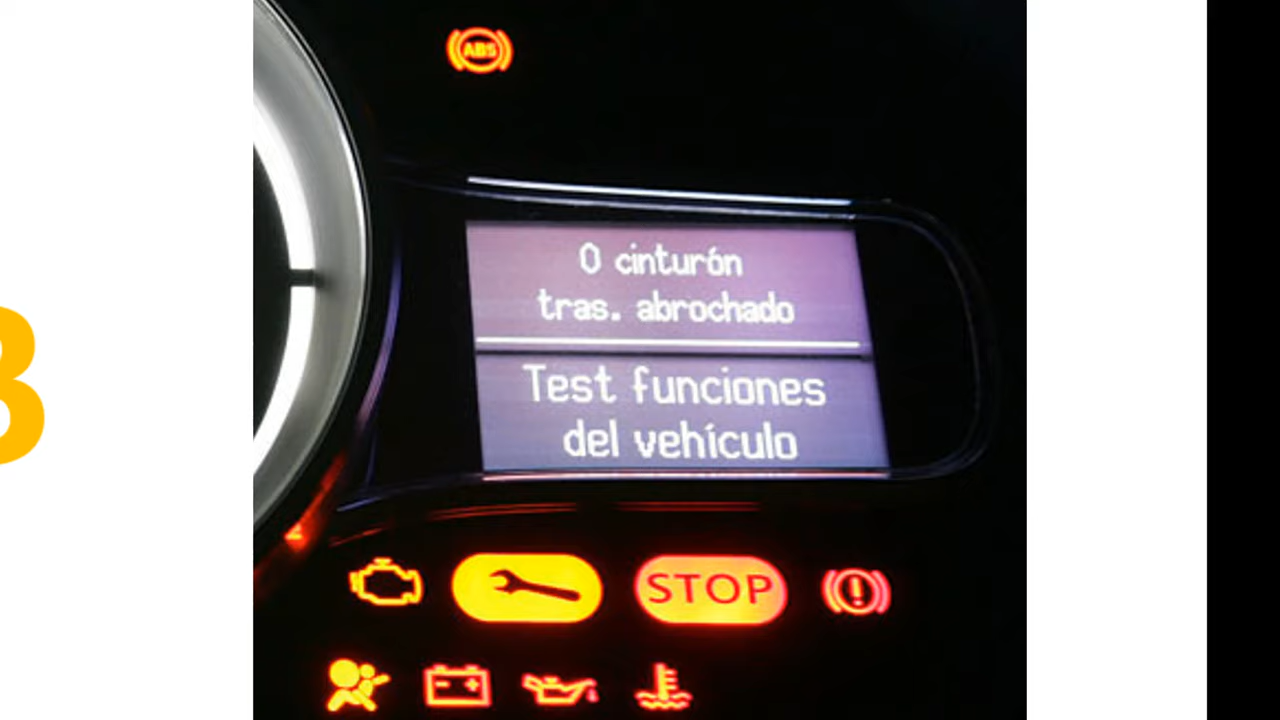 ABS
0 cinturón
tras. abrochado
Test funciones
del vehículo
STOP